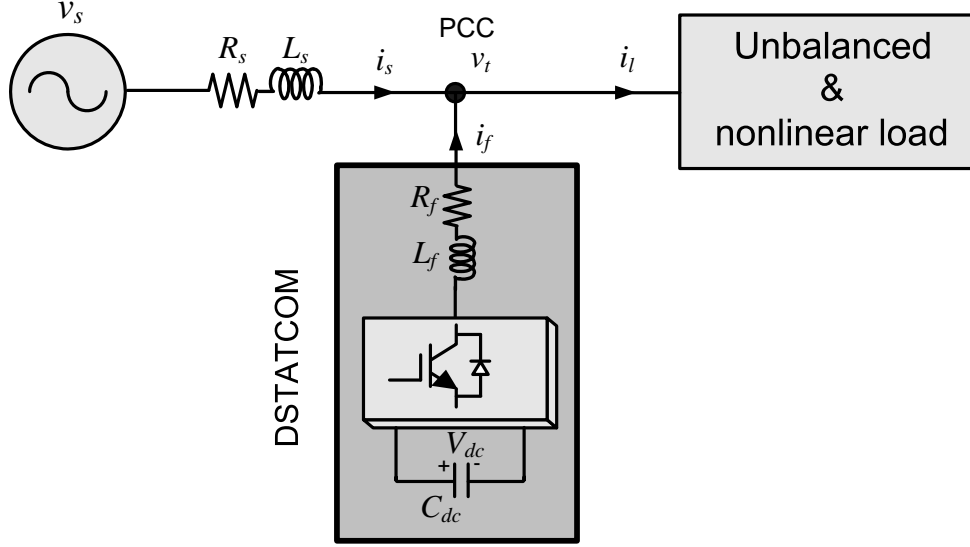 v_s
R_s
L_s
i_s
PCC
v_t
i_l
Unbalanced
&
nonlinear load
i_f
R_f
L_f
DSTATCOM
V_dc
+ -
C_dc